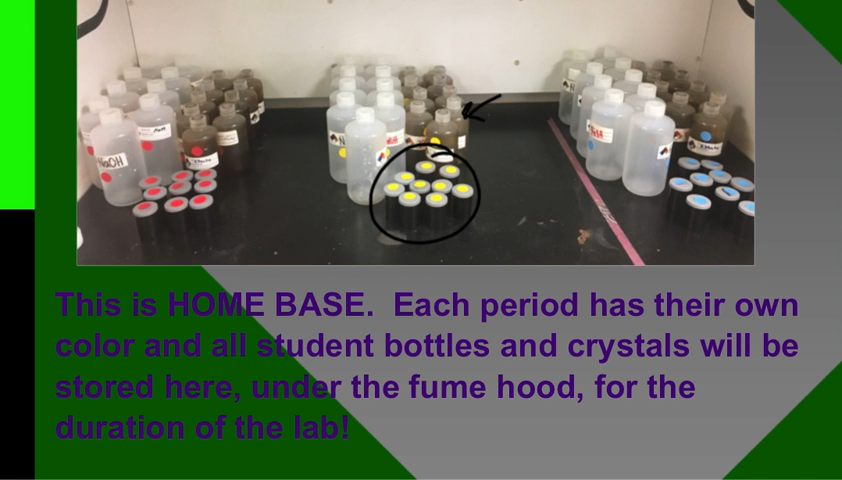 NaOH
This is HOME BASE.  Each period has their own
color and all student bottles and crystals will be
stored here, under the fume hood, for the
duration of the lab!